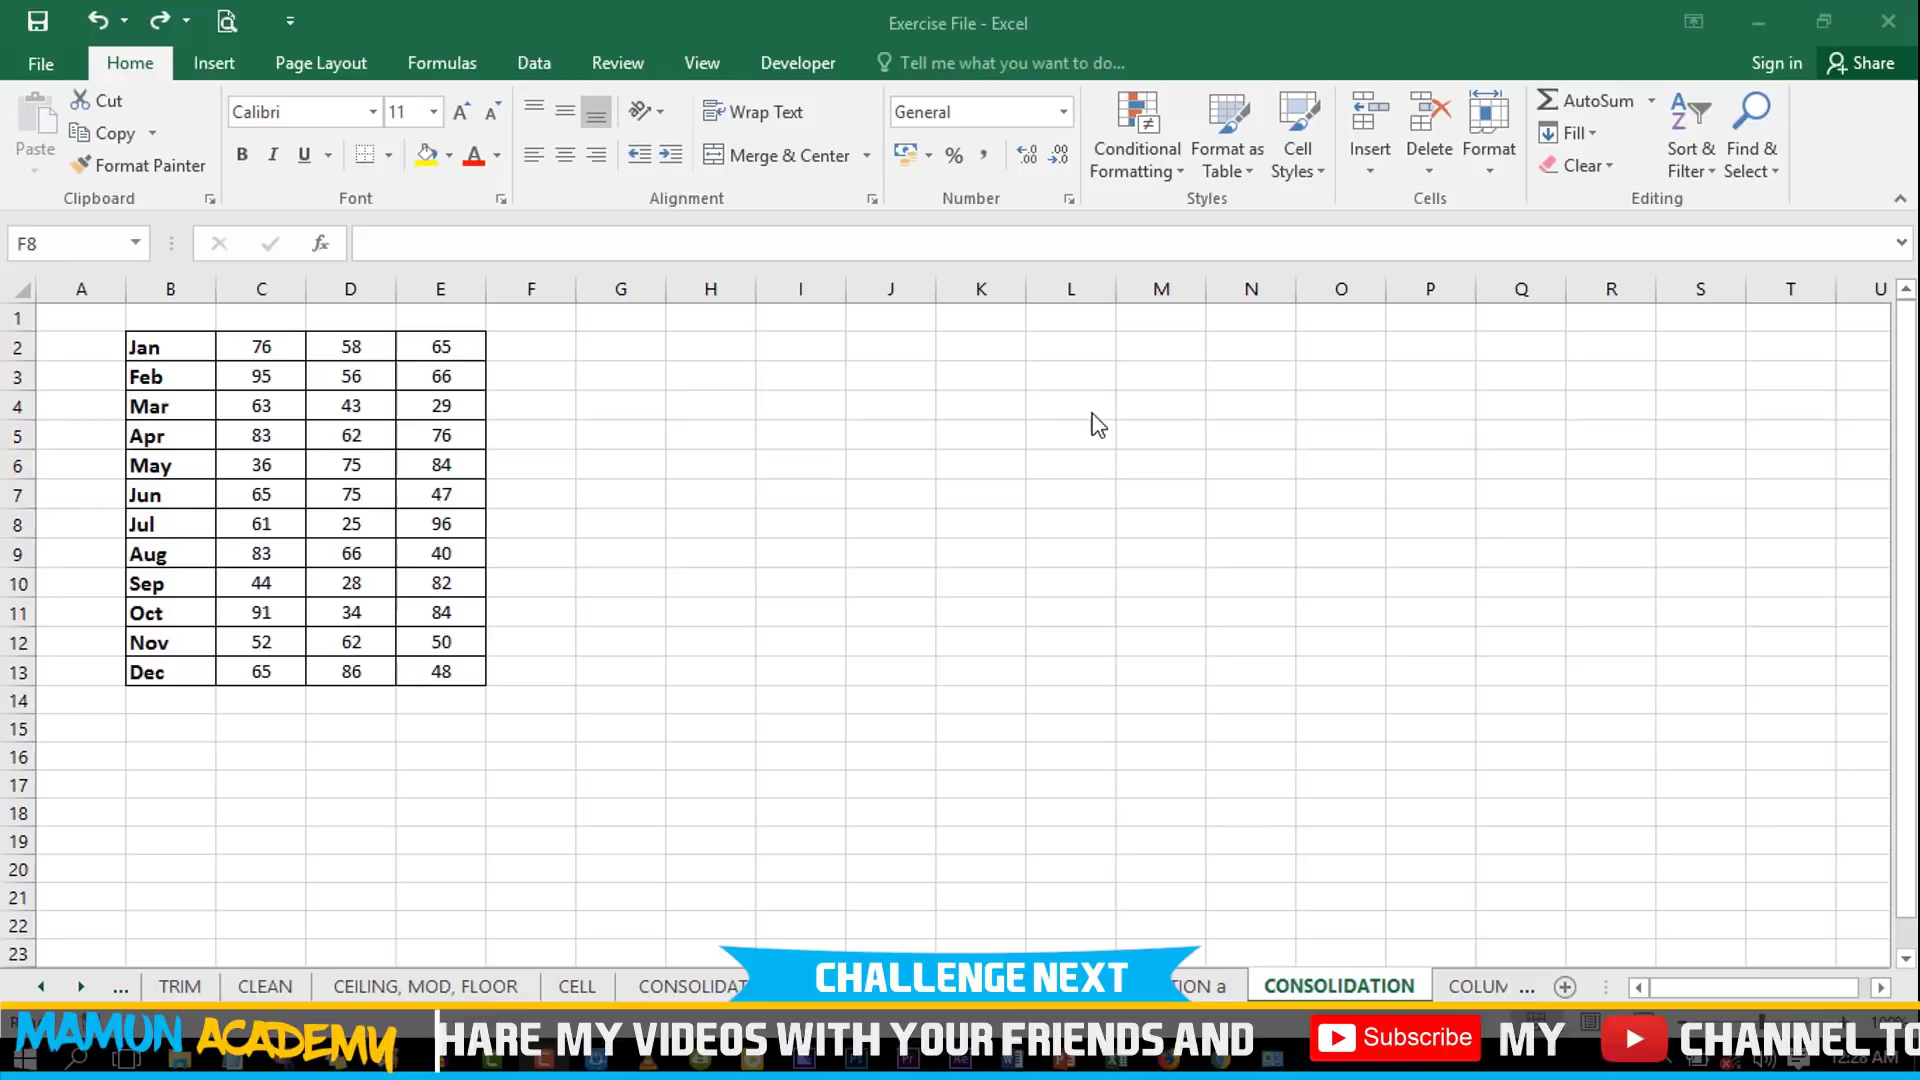 Exercise File - Excel
File Home Insert Page Layout Formulas Data Review View Developer Tell me what you want to do... Sign in Share
Paste Cut Copy Format Painter Clipboard
Calibri 11 B I U A Font
Wrap Text Merge & Center Alignment
General % Number
Conditional Formatting Format as Table Cell Styles Styles
Insert Delete Format Cells
AutoSum Fill Clear Sort & Filter Find & Select Editing
F8 fx
A B C D E F G H I J K L M N O P Q R S T U
1
2 Jan 76 58 65
3 Feb 95 56 66
4 Mar 63 43 29
5 Apr 83 62 76
6 May 36 75 84
7 Jun 65 75 47
8 Jul 61 25 96
9 Aug 83 66 40
10 Sep 44 28 82
11 Oct 91 34 84
12 Nov 52 62 50
13 Dec 65 86 48
14
15
16
17
18
19
20
21
22
23
... TRIM CLEAN CEILING, MOD, FLOOR CELL CONSOLIDAT CHALLENGE NEXT TION a CONSOLIDATION COLUM ...
MAMUN ACADEMY HARE MY VIDEOS WITH YOUR FRIENDS AND Subscribe MY CHANNEL TO
12:28 AM